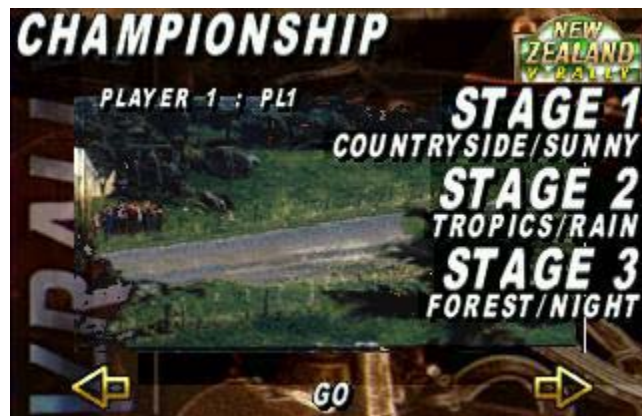 CHAMPIONSHIP
NEW
ZEALAND
V-RALLY
PLAYER 1 : PL1
STAGE 1
COUNTRYSIDE/SUNNY
STAGE 2
TROPICS/RAIN
STAGE 3
FOREST/NIGHT
GO